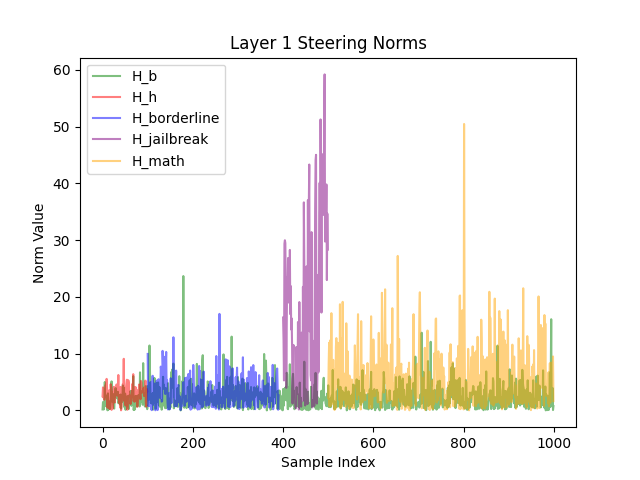 Layer 1 Steering Norms
H_b
H_h
H_borderline
H_jailbreak
H_math
60
50
40
30
20
10
0
Norm Value
0 200 400 600 800 1000
Sample Index